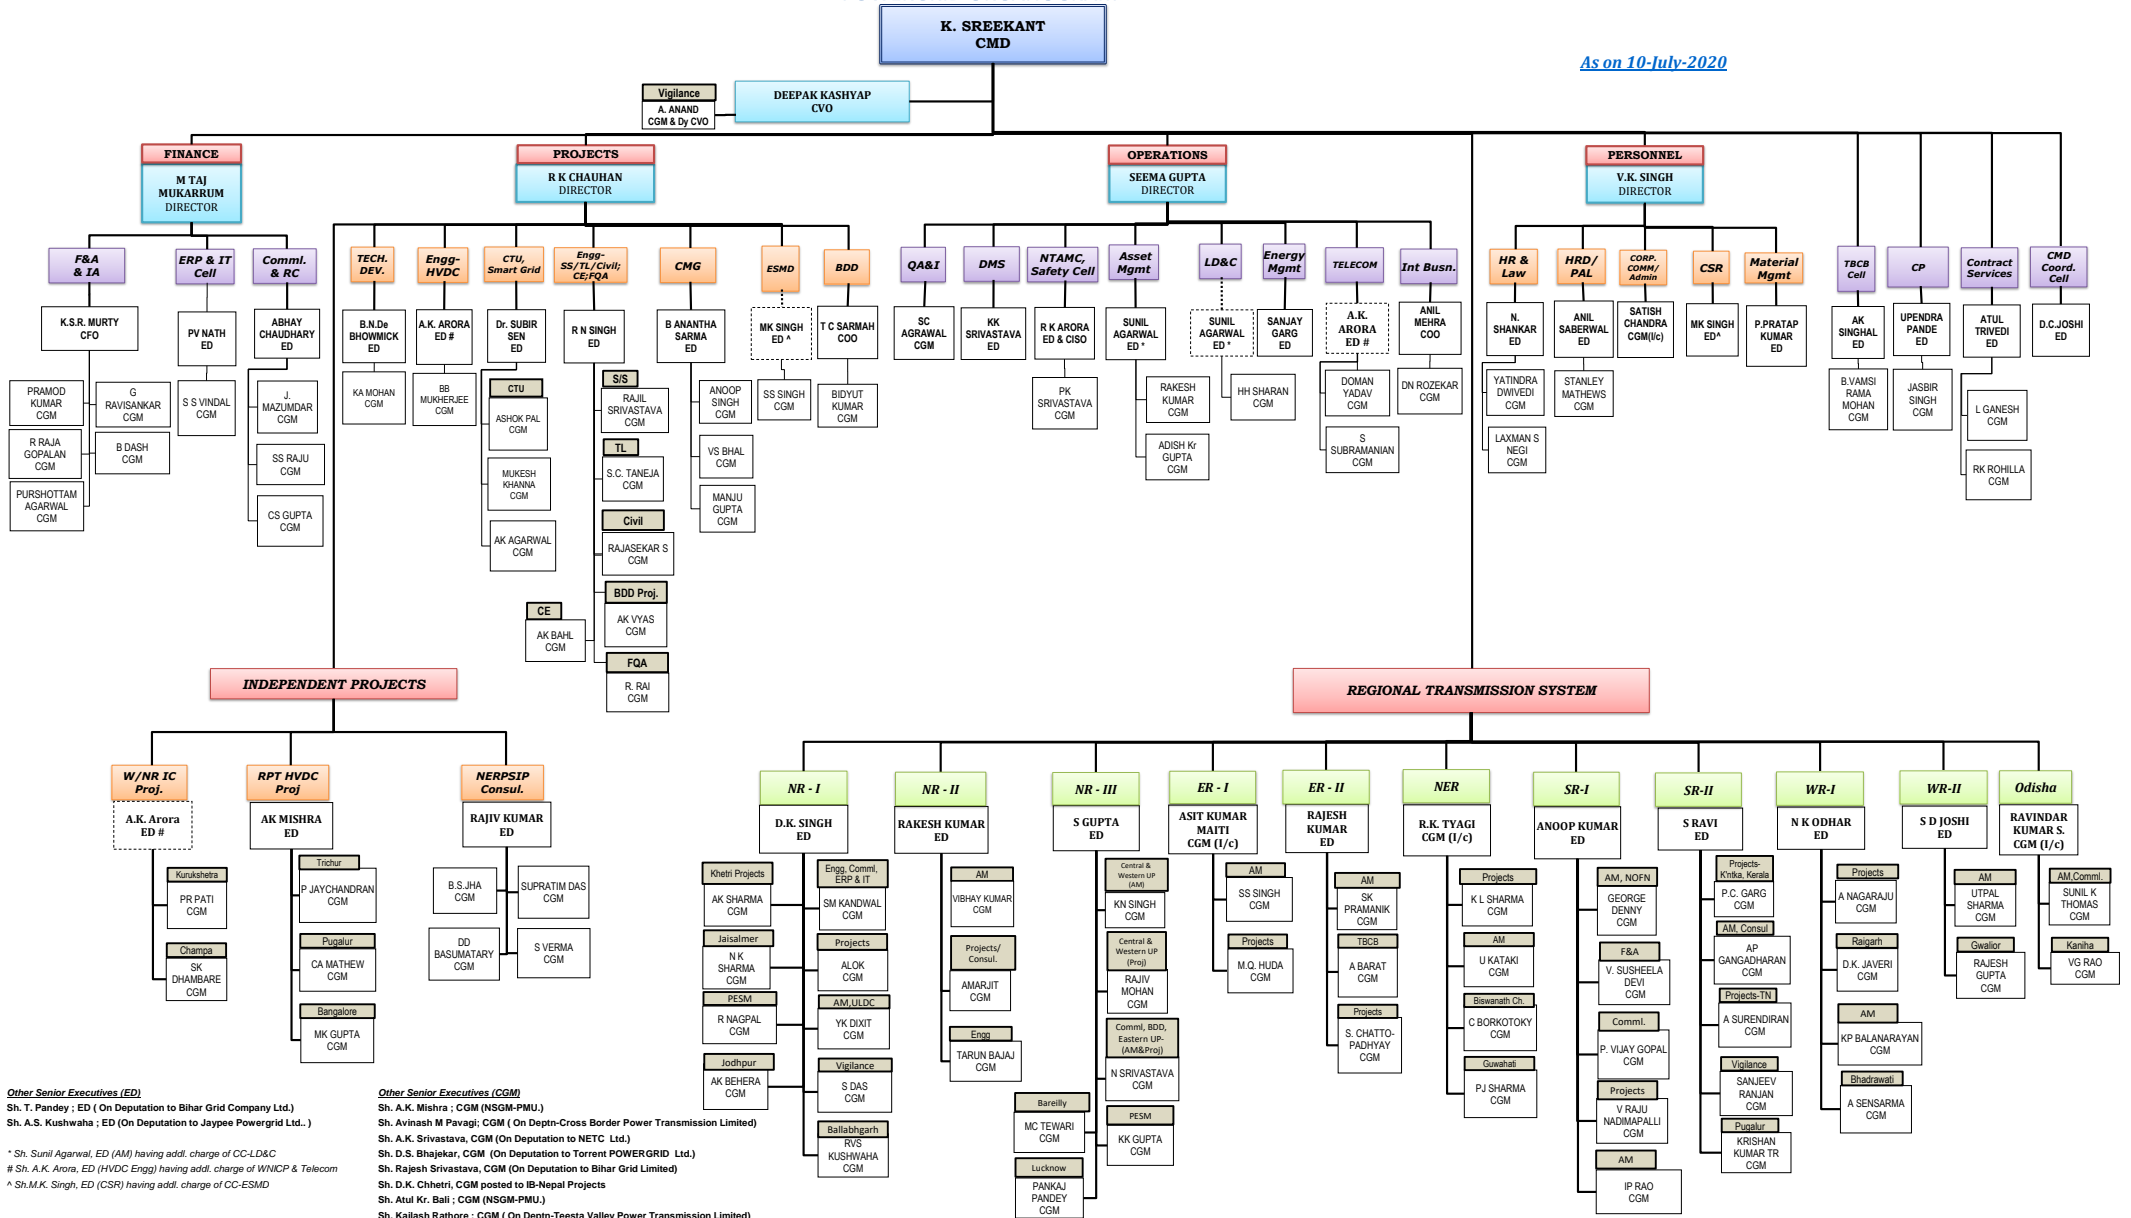 K. SREEKANT
CMD
As on 10-July-2020
Vigilance
A. ANAND
CGM & Dy CVO
DEEPAK KASHYAP
CVO
FINANCE
M TAJ
MUKARRUM
DIRECTOR
PROJECTS
R K CHAUHAN
DIRECTOR
OPERATIONS
SEEMA GUPTA
DIRECTOR
PERSONNEL
V.K. SINGH
DIRECTOR
F&A
& IA
K.S.R. MURTY
CFO
PRAMOD
KUMAR
CGM
G
RAVISANKAR
CGM
R RAJA
GOPALAN
CGM
B DASH
CGM
PURSHOTTAM
AGARWAL
CGM
ERP & IT
Cell
PV NATH
ED
S S VINDAL
CGM
Comml.
& RC
ABHAY
CHAUDHARY
ED
J.
MAZUMDAR
CGM
SS RAJU
CGM
CS GUPTA
CGM
TECH.
DEV.
B.N.De
BHOWMICK
ED
KA MOHAN
CGM
Engg-
HVDC
A.K. ARORA
ED #
BB
MUKHERJEE
CGM
CTU,
Smart Grid
Dr. SUBIR
SEN
ED
CTU
ASHOK PAL
CGM
MUKESH
KHANNA
CGM
AK AGARWAL
CGM
Engg-
SS/TL/Civil;
CE;FQA
R N SINGH
ED
S/S
RAJIL
SRIVASTAVA
CGM
TL
S.C. TANEJA
CGM
Civil
RAJASEKAR S
CGM
BDD Proj.
AK VYAS
CGM
CE
AK BAHL
CGM
FQA
R. RAI
CGM
CMG
B ANANTHA
SARMA
ED
ANOOP
SINGH
CGM
VS BHAL
CGM
MANJU
GUPTA
CGM
ESMD
MK SINGH
ED ^
SS SINGH
CGM
BDD
T C SARMAH
COO
BIDYUT
KUMAR
CGM
QA&I
SC
AGRAWAL
CGM
DMS
KK
SRIVASTAVA
ED
NTAMC,
Safety Cell
R K ARORA
ED & CISO
PK
SRIVASTAVA
CGM
Asset
Mgmt
SUNIL
AGARWAL
ED *
RAKESH
KUMAR
CGM
ADISH Kr
GUPTA
CGM
LD&C
SUNIL
AGARWAL
ED *
HH SHARAN
CGM
Energy
Mgmt
SANJAY
GARG
ED
TELECOM
A.K.
ARORA
ED #
DOMAN
YADAV
CGM
S
SUBRAMANIAN
CGM
Int Busn.
ANIL
MEHRA
COO
DN ROZEKAR
CGM
HR &
Law
N.
SHANKAR
ED
YATINDRA
DWIVEDI
CGM
LAXMAN S
NEGI
CGM
HRD/
PAL
ANIL
SABERWAL
ED
STANLEY
MATHEWS
CGM
CORP.
COMM/
Admin
SATISH
CHANDRA
CGM(I/c)
CSR
MK SINGH
ED^
Material
Mgmt
P.PRATAP
KUMAR
ED
TBCB
Cell
AK
SINGHAL
ED
B.VAMSI
RAMA
MOHAN
CGM
CP
UPENDRA
PANDE
ED
JASBIR
SINGH
CGM
Contract
Services
ATUL
TRIVEDI
ED
L GANESH
CGM
RK ROHILLA
CGM
CMD
Coord.
Cell
D.C.JOSHI
ED
INDEPENDENT PROJECTS
W/NR IC
Proj.
A.K. Arora
ED #
Kurukshetra
PR PATI
CGM
Champa
SK
DHAMBARE
CGM
RPT HVDC
Proj
AK MISHRA
ED
Trichur
P JAYCHANDRAN
CGM
Pugalur
CA MATHEW
CGM
Bangalore
MK GUPTA
CGM
NERPSIP
Consul.
RAJIV KUMAR
ED
B.S.JHA
CGM
SUPRATIM DAS
CGM
DD
BASUMATARY
CGM
S VERMA
CGM
REGIONAL TRANSMISSION SYSTEM
NR - I
D.K. SINGH
ED
Khetri Projects
AK SHARMA
CGM
Engg, Comml,
ERP & IT
SM KANDWAL
CGM
Jaisalmer
N K
SHARMA
CGM
Projects
ALOK
CGM
PESM
R NAGPAL
CGM
AM,ULDC
YK DIXIT
CGM
Jodhpur
AK BEHERA
CGM
Vigilance
S DAS
CGM
Ballabhgarh
RVS
KUSHWAHA
CGM
NR - II
RAKESH KUMAR
ED
AM
VIBHAY KUMAR
CGM
Projects/
Consul.
AMARJIT
CGM
Engg
TARUN BAJAJ
CGM
NR - III
S GUPTA
ED
Central &
Western UP
(AM)
KN SINGH
CGM
Central &
Western UP
(Proj)
RAJIV
MOHAN
CGM
Comml, BDD,
Eastern UP-
(AM&Proj)
N SRIVASTAVA
CGM
Bareilly
MC TEWARI
CGM
PESM
KK GUPTA
CGM
Lucknow
PANKAJ
PANDEY
CGM
ER - I
ASIT KUMAR
MAITI
CGM (I/c)
AM
SS SINGH
CGM
Projects
M.Q. HUDA
CGM
ER - II
RAJESH
KUMAR
ED
AM
SK
PRAMANIK
CGM
TBCB
A BARAT
CGM
Projects
S. CHATTO-
PADHYAY
CGM
NER
R.K. TYAGI
CGM (I/c)
Projects
K L SHARMA
CGM
AM
U KATAKI
CGM
Biswanath Ch.
C BORKOTOKY
CGM
Guwahati
PJ SHARMA
CGM
SR-I
ANOOP KUMAR
ED
AM, NOFN
GEORGE
DENNY
CGM
F&A
V. SUSHEELA
DEVI
CGM
Comml.
P. VIJAY GOPAL
CGM
Projects
V RAJU
NADIMAPALLI
CGM
AM
IP RAO
CGM
SR-II
S RAVI
ED
Projects-
K'ntka, Kerala
P.C. GARG
CGM
AM, Consul
AP
GANGADHARAN
CGM
Projects-TN
A SURENDIRAN
CGM
Vigilance
SANJEEV
RANJAN
CGM
Pugalur
KRISHAN
KUMAR TR
CGM
WR-I
N K ODHAR
ED
Projects
A NAGARAJU
CGM
Raigarh
D.K. JAVERI
CGM
AM
KP BALANARAYAN
CGM
Bhadrawati
A SENSARMA
CGM
WR-II
S D JOSHI
ED
AM
UTPAL
SHARMA
CGM
Gwalior
RAJESH
GUPTA
CGM
Odisha
RAVINDAR
KUMAR S.
CGM (I/c)
AM,Comml.
SUNIL K
THOMAS
CGM
Kaniha
VG RAO
CGM
Other Senior Executives (ED)
Sh. T. Pandey ; ED ( On Deputation to Bihar Grid Company Ltd.)
Sh. A.S. Kushwaha ; ED (On Deputation to Jaypee Powergrid Ltd.. )
* Sh. Sunil Agarwal, ED (AM) having addl. charge of CC-LD&C
# Sh. A.K. Arora, ED (HVDC Engg) having addl. charge of WNICP & Telecom
^ Sh.M.K. Singh, ED (CSR) having addl. charge of CC-ESMD
Other Senior Executives (CGM)
Sh. A.K. Mishra ; CGM (NSGM-PMU.)
Sh. Avinash M Pavagi; CGM ( On Deptn-Cross Border Power Transmission Limited)
Sh. A.K. Srivastava, CGM (On Deputation to NETC Ltd.)
Sh. D.S. Bhajekar, CGM (On Deputation to Torrent POWERGRID Ltd.)
Sh. Rajesh Srivastava, CGM (On Deputation to Bihar Grid Limited)
Sh. D.K. Chhetri, CGM posted to IB-Nepal Projects
Sh. Atul Kr. Bali ; CGM (NSGM-PMU.)
Sh. Kailash Rathore ; CGM ( On Deptn-Teesta Valley Power Transmission Limited)